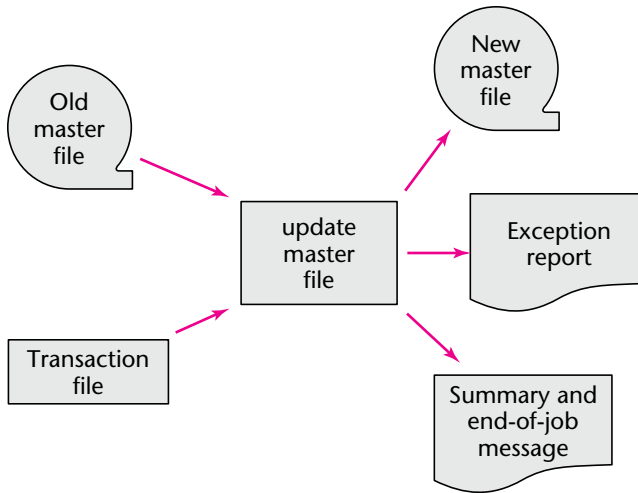 Old
master
file
New
master
file
update
master
file
Exception
report
Transaction
file
Summary and
end-of-job
message